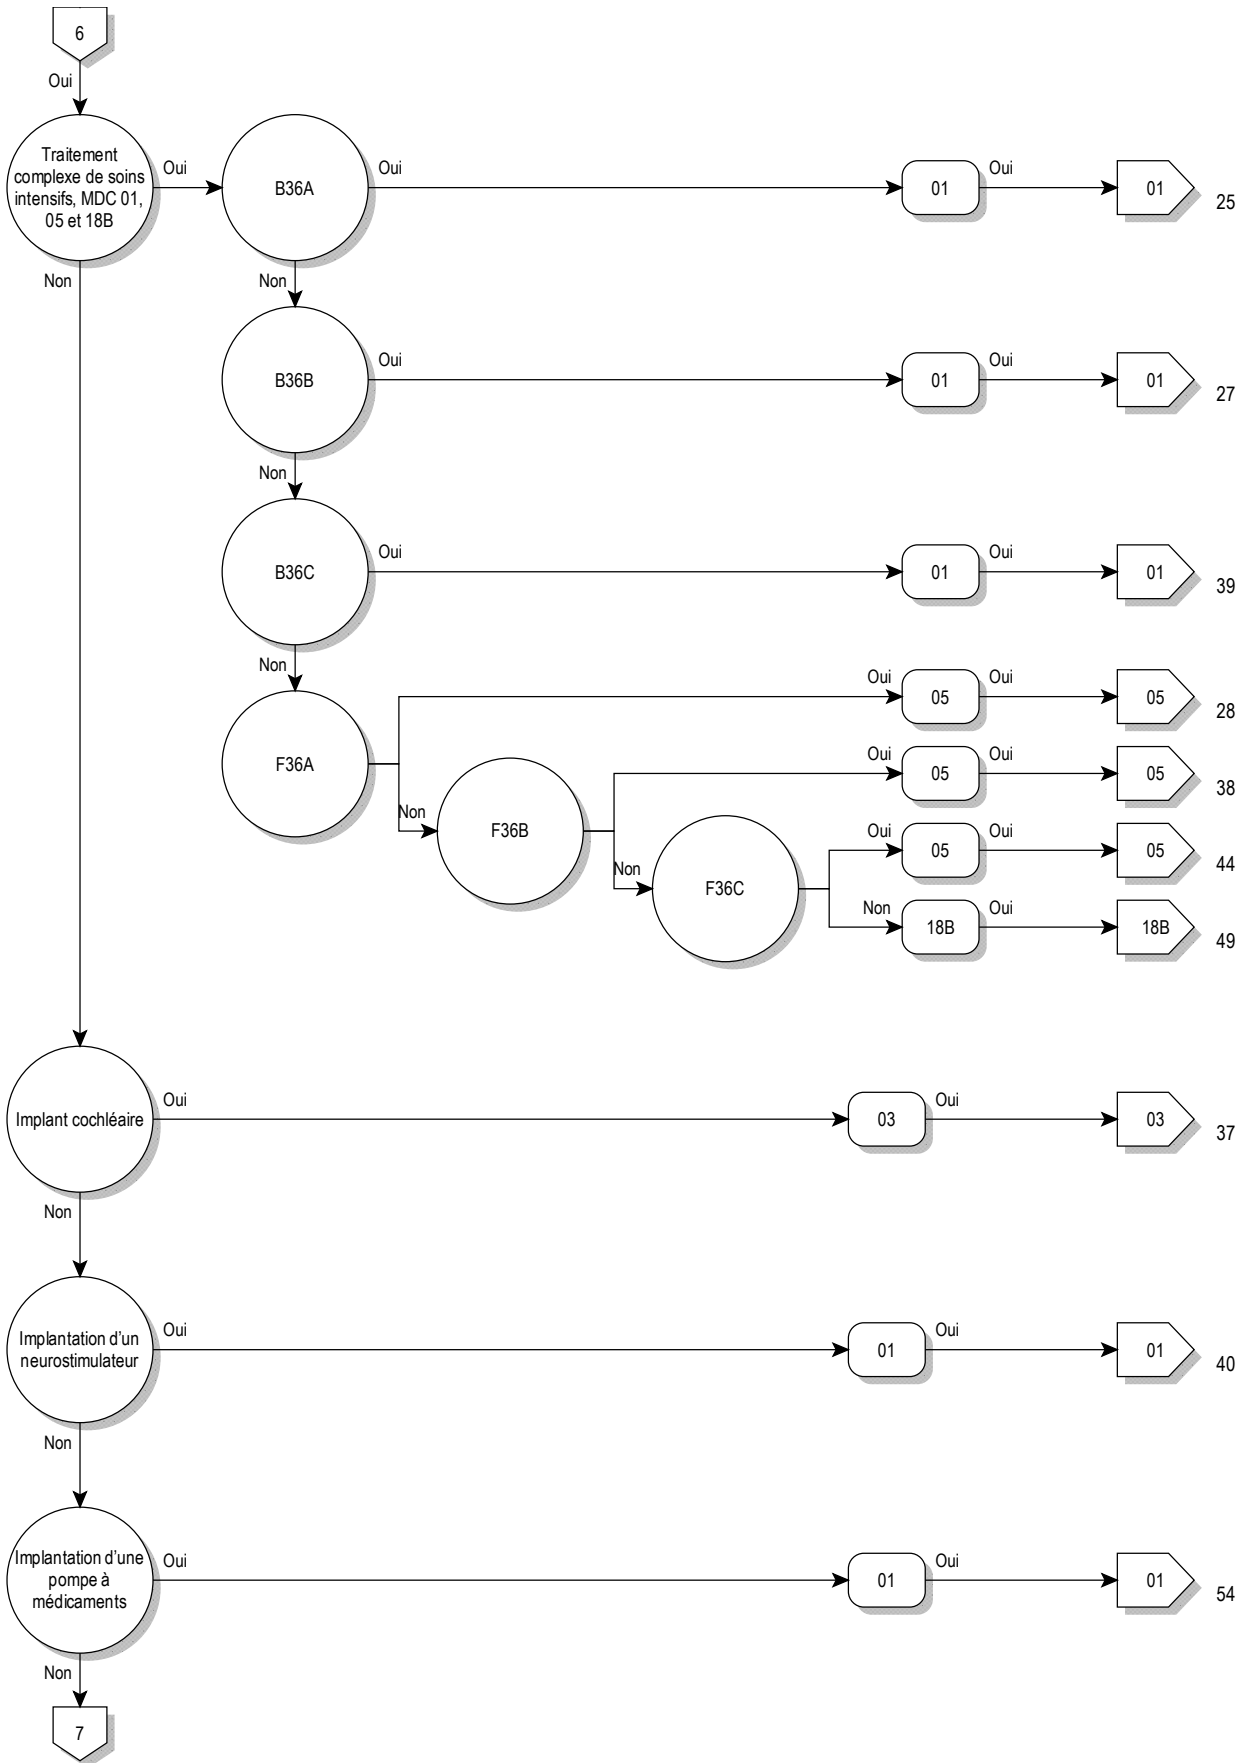 6
Oui
Traitement
complexe de soins
intensifs, MDC 01,
05 et 18B
Oui
B36A
Oui
01
Oui
01
25
Non
Non
B36B
Oui
01
Oui
01
27
Non
B36C
Oui
01
Oui
01
39
Non
F36A
Oui
05
Oui
05
28
Non
F36B
Oui
05
Oui
05
38
Non
F36C
Oui
05
Oui
05
44
Non
18B
Oui
18B
49
Implant cochléaire
Oui
03
Oui
03
37
Non
Implantation d'un
neurostimulateur
Oui
01
Oui
01
40
Non
Implantation d'une
pompe à
médicaments
Oui
01
Oui
01
54
Non
7